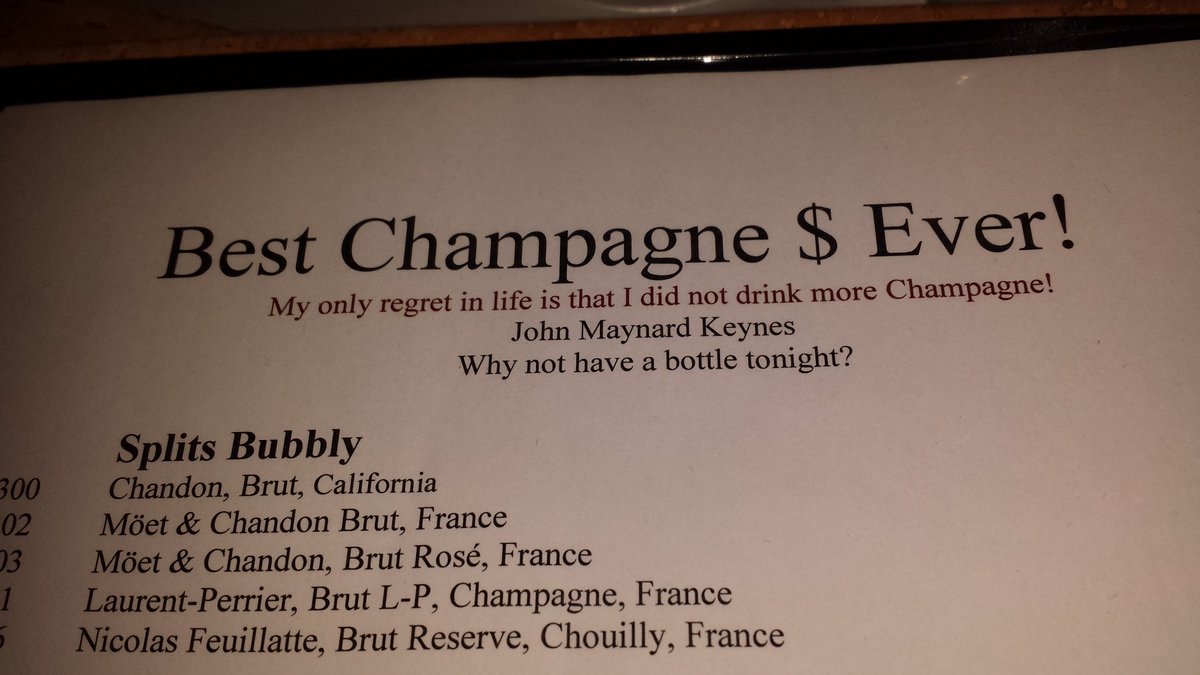 Best Champagne $ Ever!
My only regret in life is that I did not drink more Champagne!
John Maynard Keynes
Why not have a bottle tonight?
Splits Bubbly
300 Chandon, Brut, California
02 Möet & Chandon Brut, France
03 Möet & Chandon, Brut Rosé, France
1 Laurent-Perrier, Brut L-P, Champagne, France
Nicolas Feuillatte, Brut Reserve, Chouilly, France